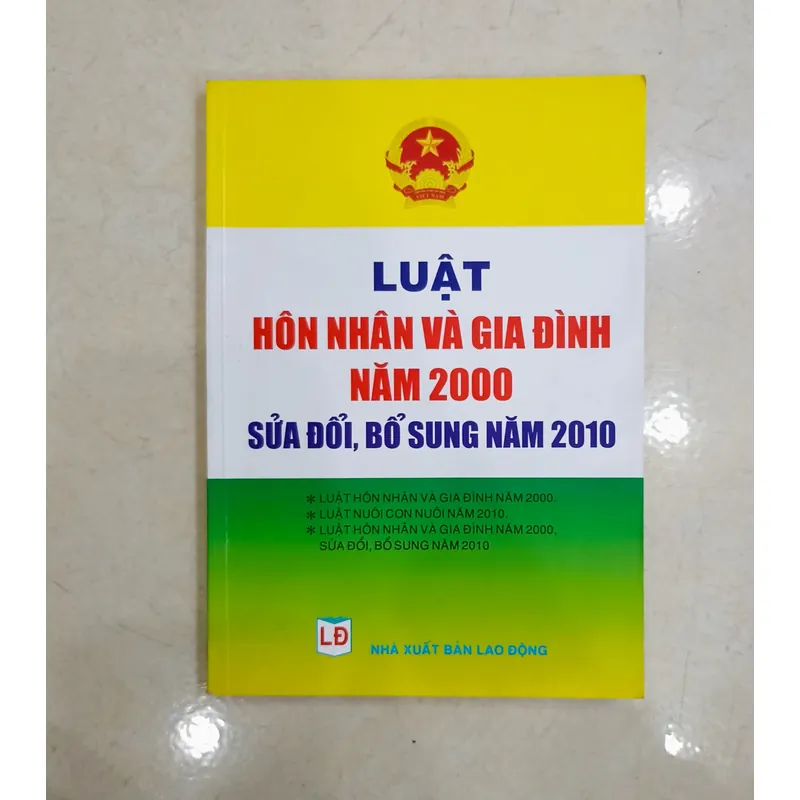 VIỆT NAM
LUẬT
HÔN NHÂN VÀ GIA ĐÌNH
NĂM 2000
SỬA ĐỔI, BỔ SUNG NĂM 2010
* LUẬT HÔN NHÂN VÀ GIA ĐÌNH NĂM 2000.
* LUẬT NUÔI CON NUÔI NĂM 2010.
* LUẬT HÔN NHÂN VÀ GIA ĐÌNH NĂM 2000,
SỬA ĐỔI, BỔ SUNG NĂM 2010
LĐ
NHÀ XUẤT BẢN LAO ĐỘNG